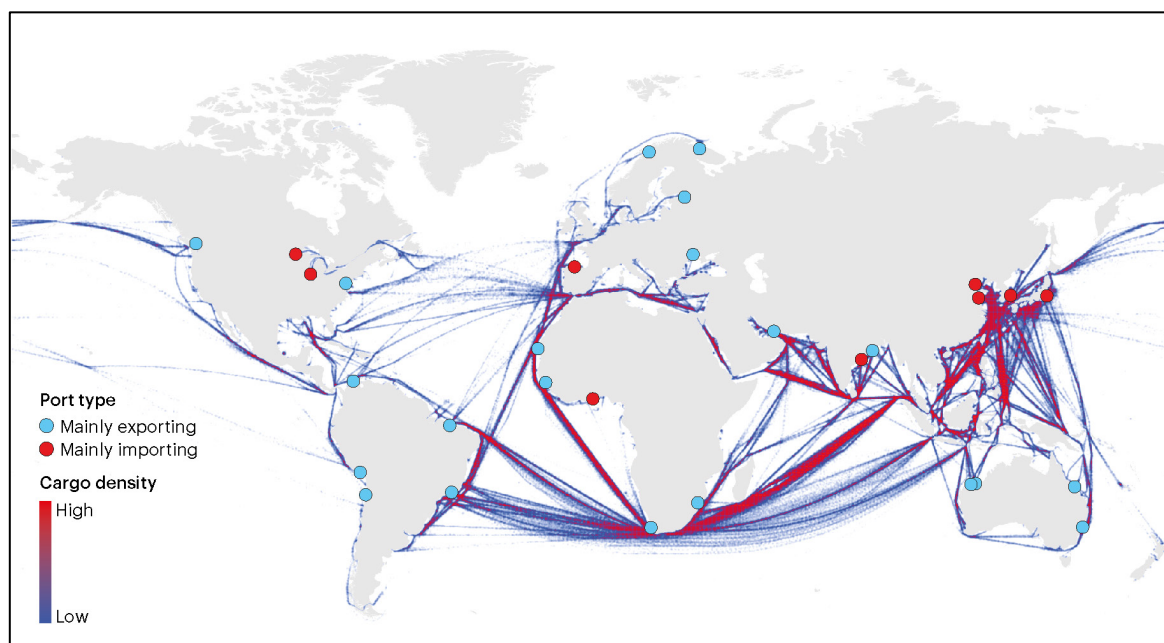 Port type
Mainly exporting
Mainly importing
Cargo density
High
Low